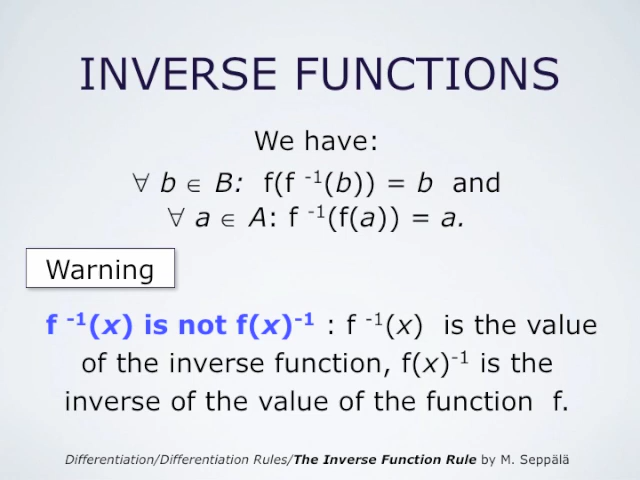 INVERSE FUNCTIONS
We have:
∀ b ∈ B: f(f ⁻¹(b)) = b and
∀ a ∈ A: f ⁻¹(f(a)) = a.
Warning
f ⁻¹(x) is not f(x)⁻¹ : f ⁻¹(x) is the value
of the inverse function, f(x)⁻¹ is the
inverse of the value of the function f.
Differentiation/Differentiation Rules/The Inverse Function Rule by M. Seppälä